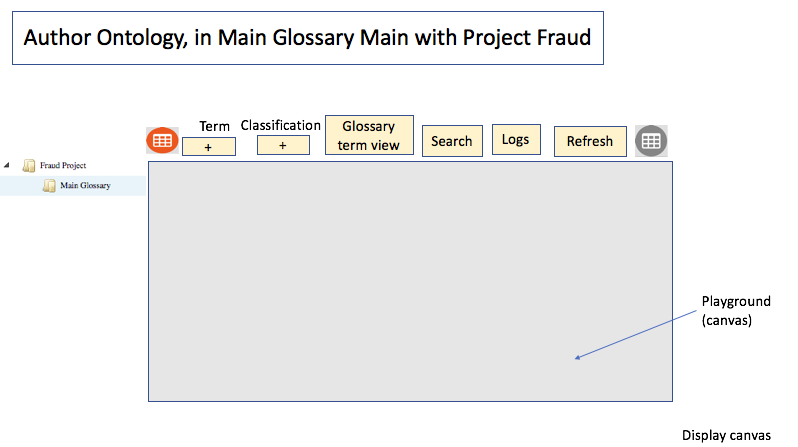 Author Ontology, in Main Glossary Main with Project Fraud
Term
+
Classification
+
Glossary
term view
Search
Logs
Refresh
Fraud Project
Main Glossary
Playground
(canvas)
Display canvas